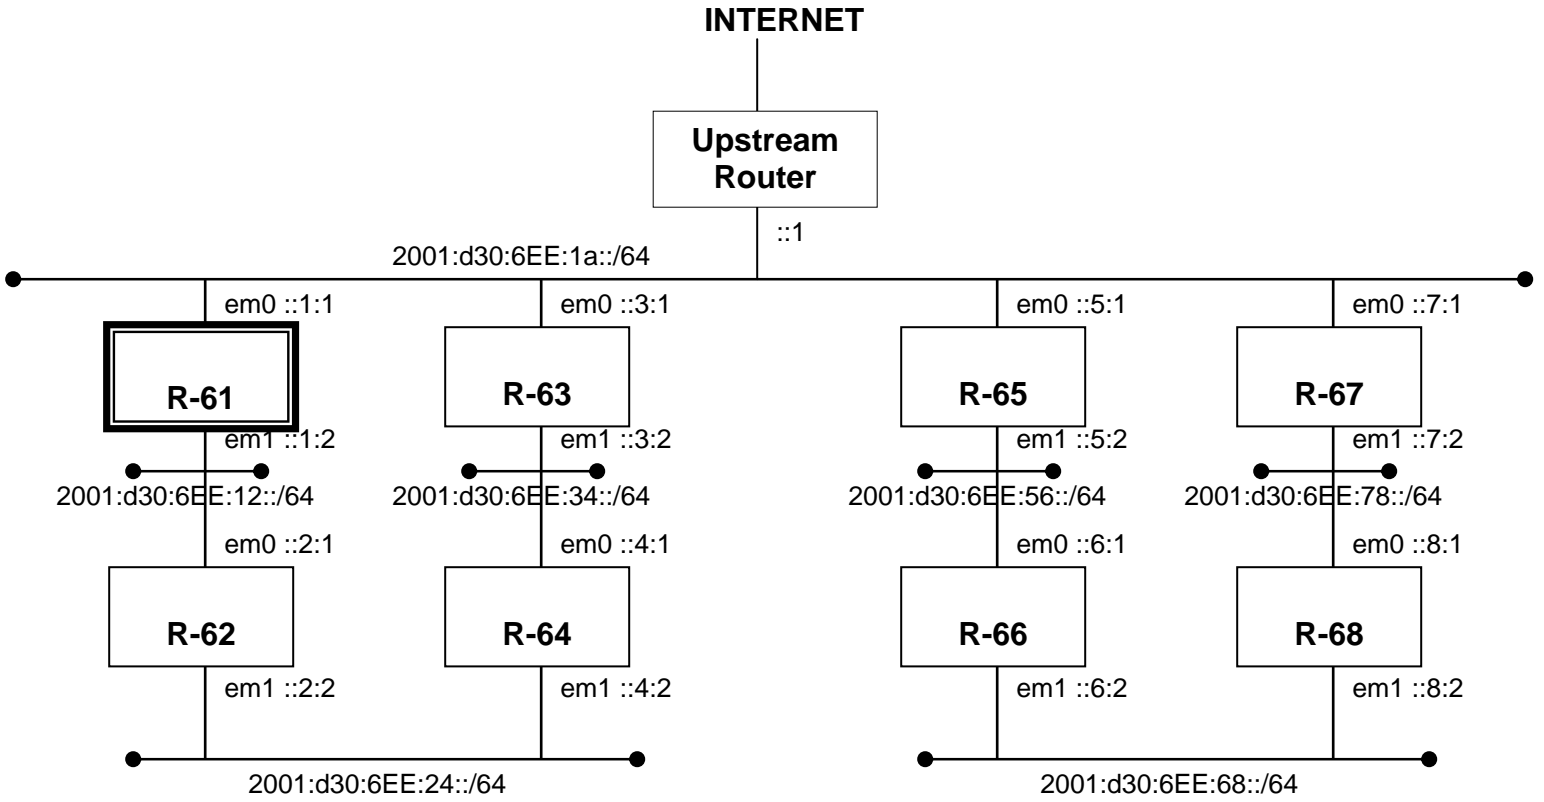 INTERNET
Upstream
Router
::1
2001:d30:6EE:1a::/64
em0 ::1:1
em0 ::3:1
em0 ::5:1
em0 ::7:1
R-61
R-63
R-65
R-67
em1 ::1:2
em1 ::3:2
em1 ::5:2
em1 ::7:2
2001:d30:6EE:12::/64
2001:d30:6EE:34::/64
2001:d30:6EE:56::/64
2001:d30:6EE:78::/64
em0 ::2:1
em0 ::4:1
em0 ::6:1
em0 ::8:1
R-62
R-64
R-66
R-68
em1 ::2:2
em1 ::4:2
em1 ::6:2
em1 ::8:2
2001:d30:6EE:24::/64
2001:d30:6EE:68::/64